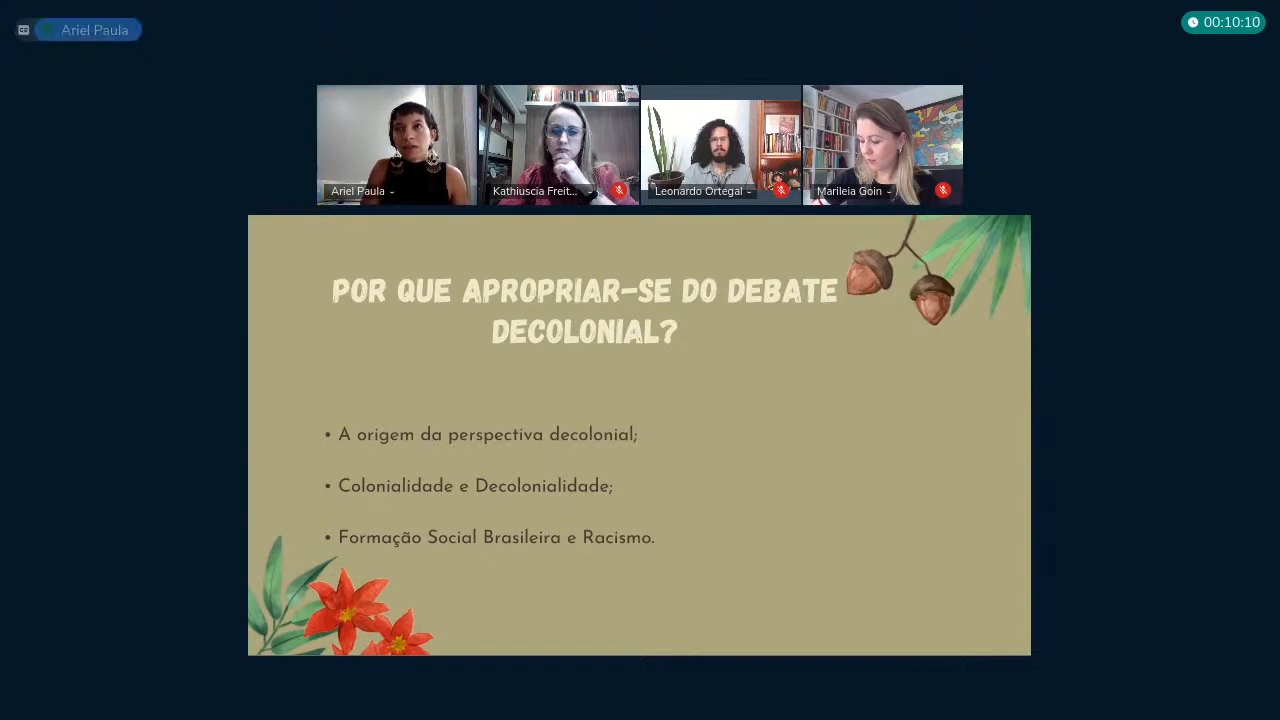 Ariel Paula
00:10:10
Ariel Paula
Kathiuscia Freit...
Leonardo Ortegal
Marileia Goin
POR QUE APROPRIAR-SE DO DEBATE
DECOLONIAL?
• A origem da perspectiva decolonial;
• Colonialidade e Decolonialidade;
• Formação Social Brasileira e Racismo.